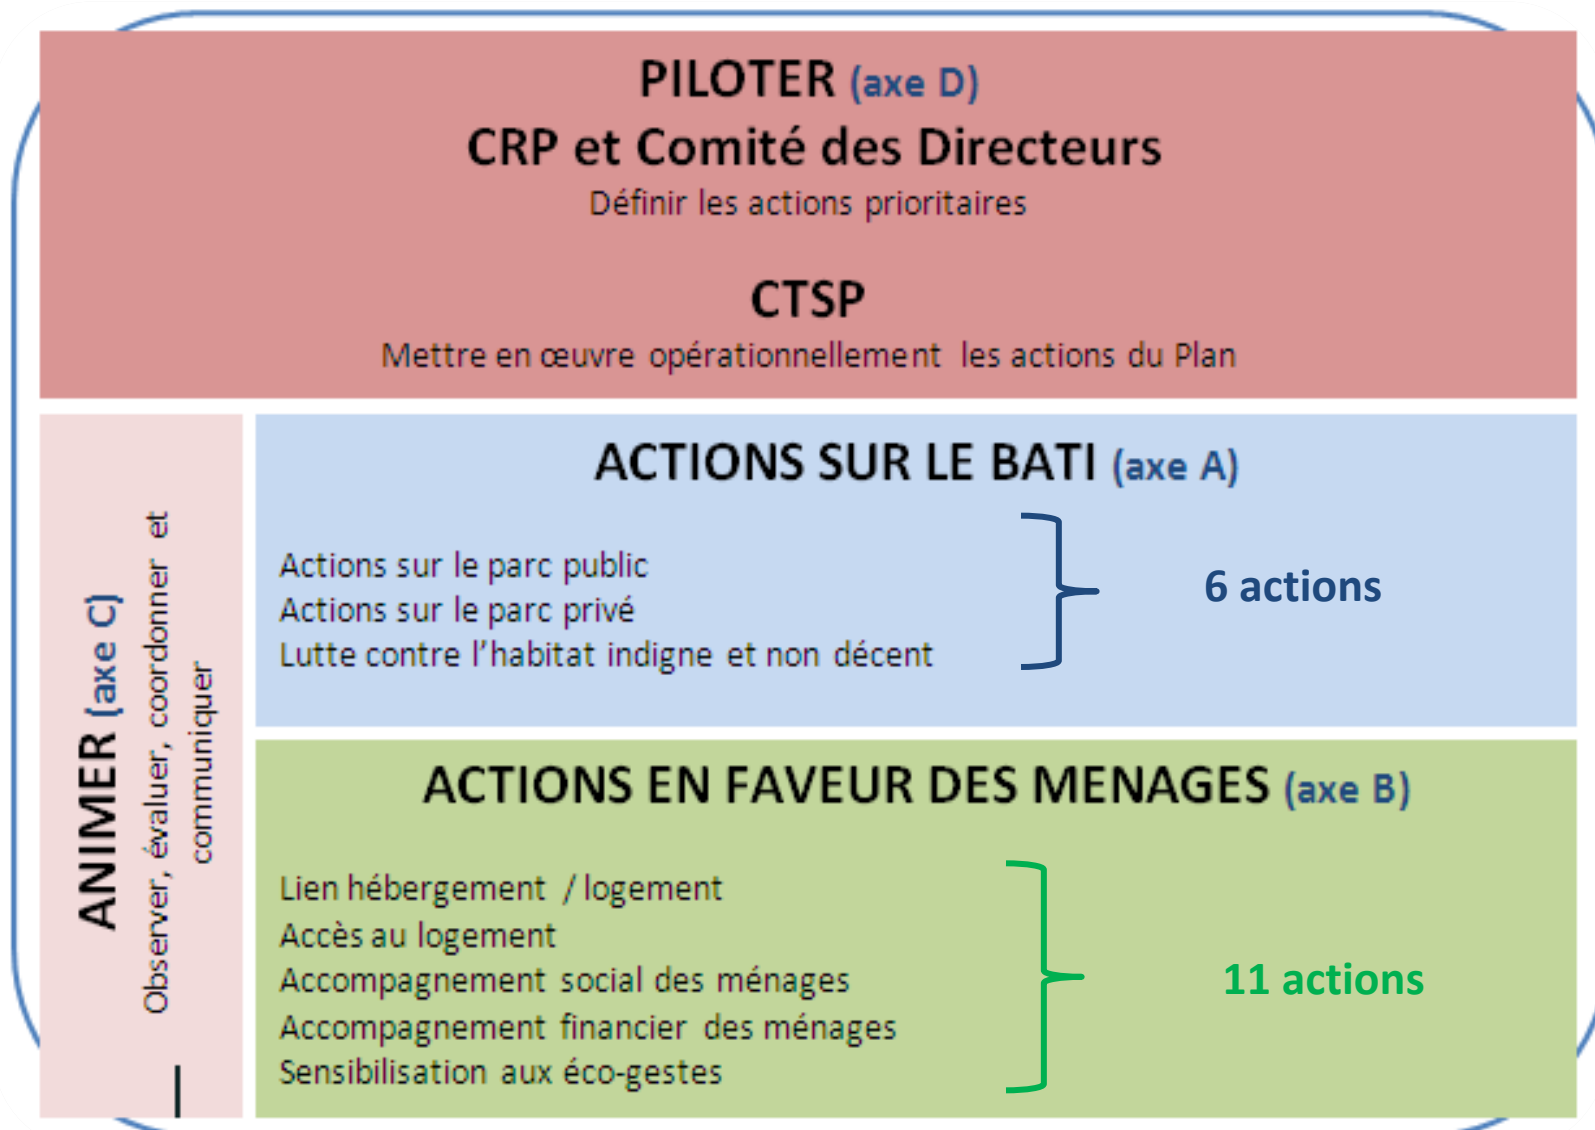 PILOTER (axe D)
CRP et Comité des Directeurs
Définir les actions prioritaires
CTSP
Mettre en œuvre opérationnellement les actions du Plan
ANIMER (axe C)
Observer, évaluer, coordonner et
communiquer
ACTIONS SUR LE BATI (axe A)
Actions sur le parc public
Actions sur le parc privé
Lutte contre l'habitat indigne et non décent
6 actions
ACTIONS EN FAVEUR DES MENAGES (axe B)
Lien hébergement / logement
Accès au logement
Accompagnement social des ménages
Accompagnement financier des ménages
Sensibilisation aux éco-gestes
11 actions